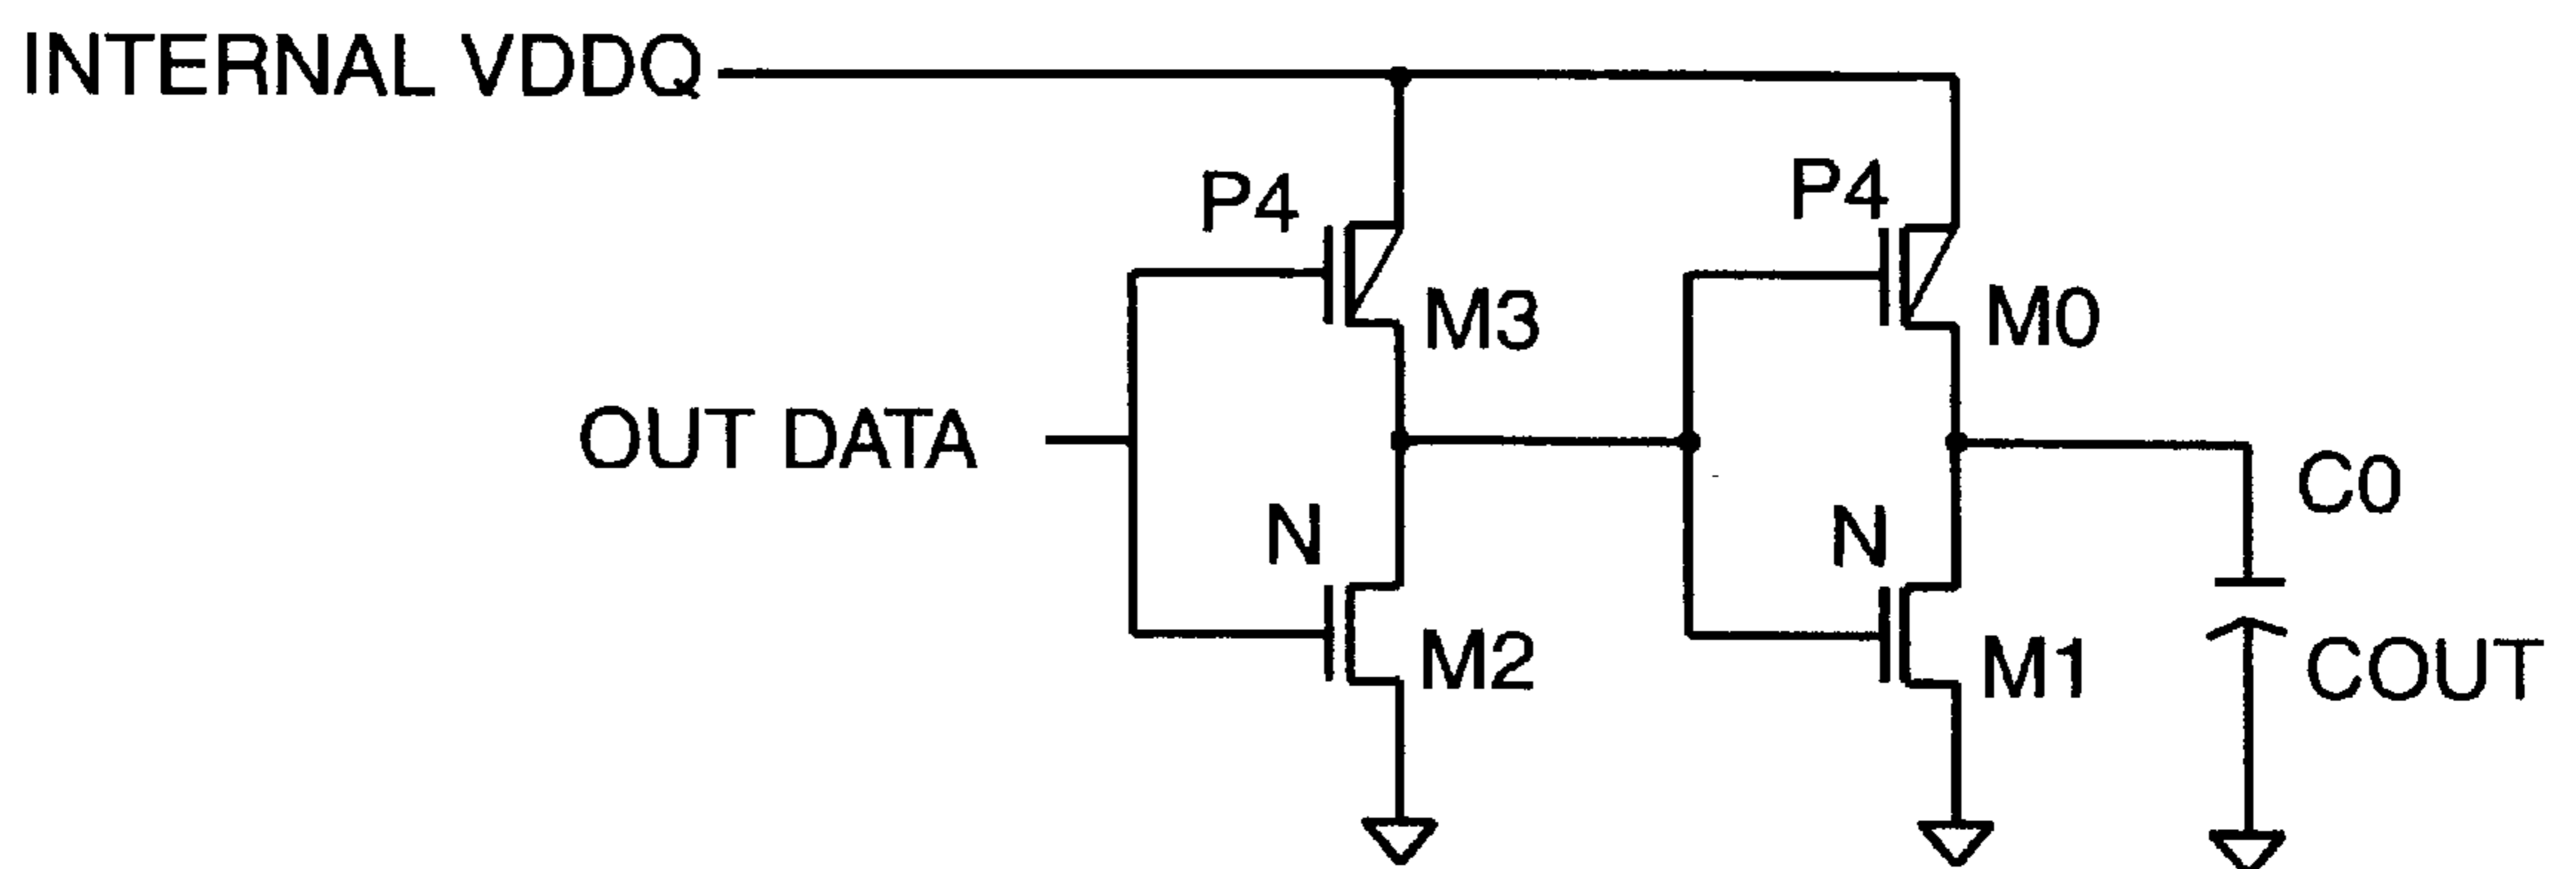 INTERNAL VDDQ
P4
P4
M3
M0
OUT DATA
C0
N
N
M2
M1
COUT